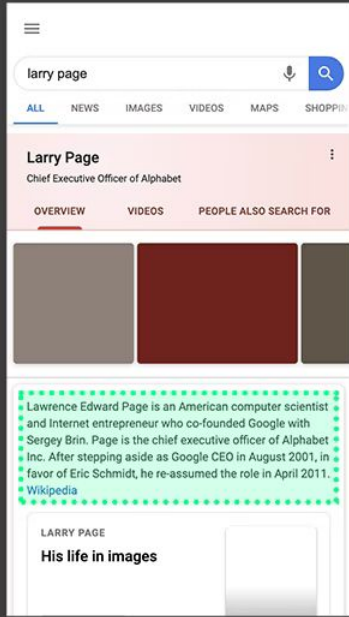 larry page
ALL NEWS IMAGES VIDEOS MAPS SHOPPIN
Larry Page
Chief Executive Officer of Alphabet
OVERVIEW VIDEOS PEOPLE ALSO SEARCH FOR
Lawrence Edward Page is an American computer scientist
and Internet entrepreneur who co-founded Google with
Sergey Brin. Page is the chief executive officer of Alphabet
Inc. After stepping aside as Google CEO in August 2001, in
favor of Eric Schmidt, he re-assumed the role in April 2011.
Wikipedia
LARRY PAGE
His life in images